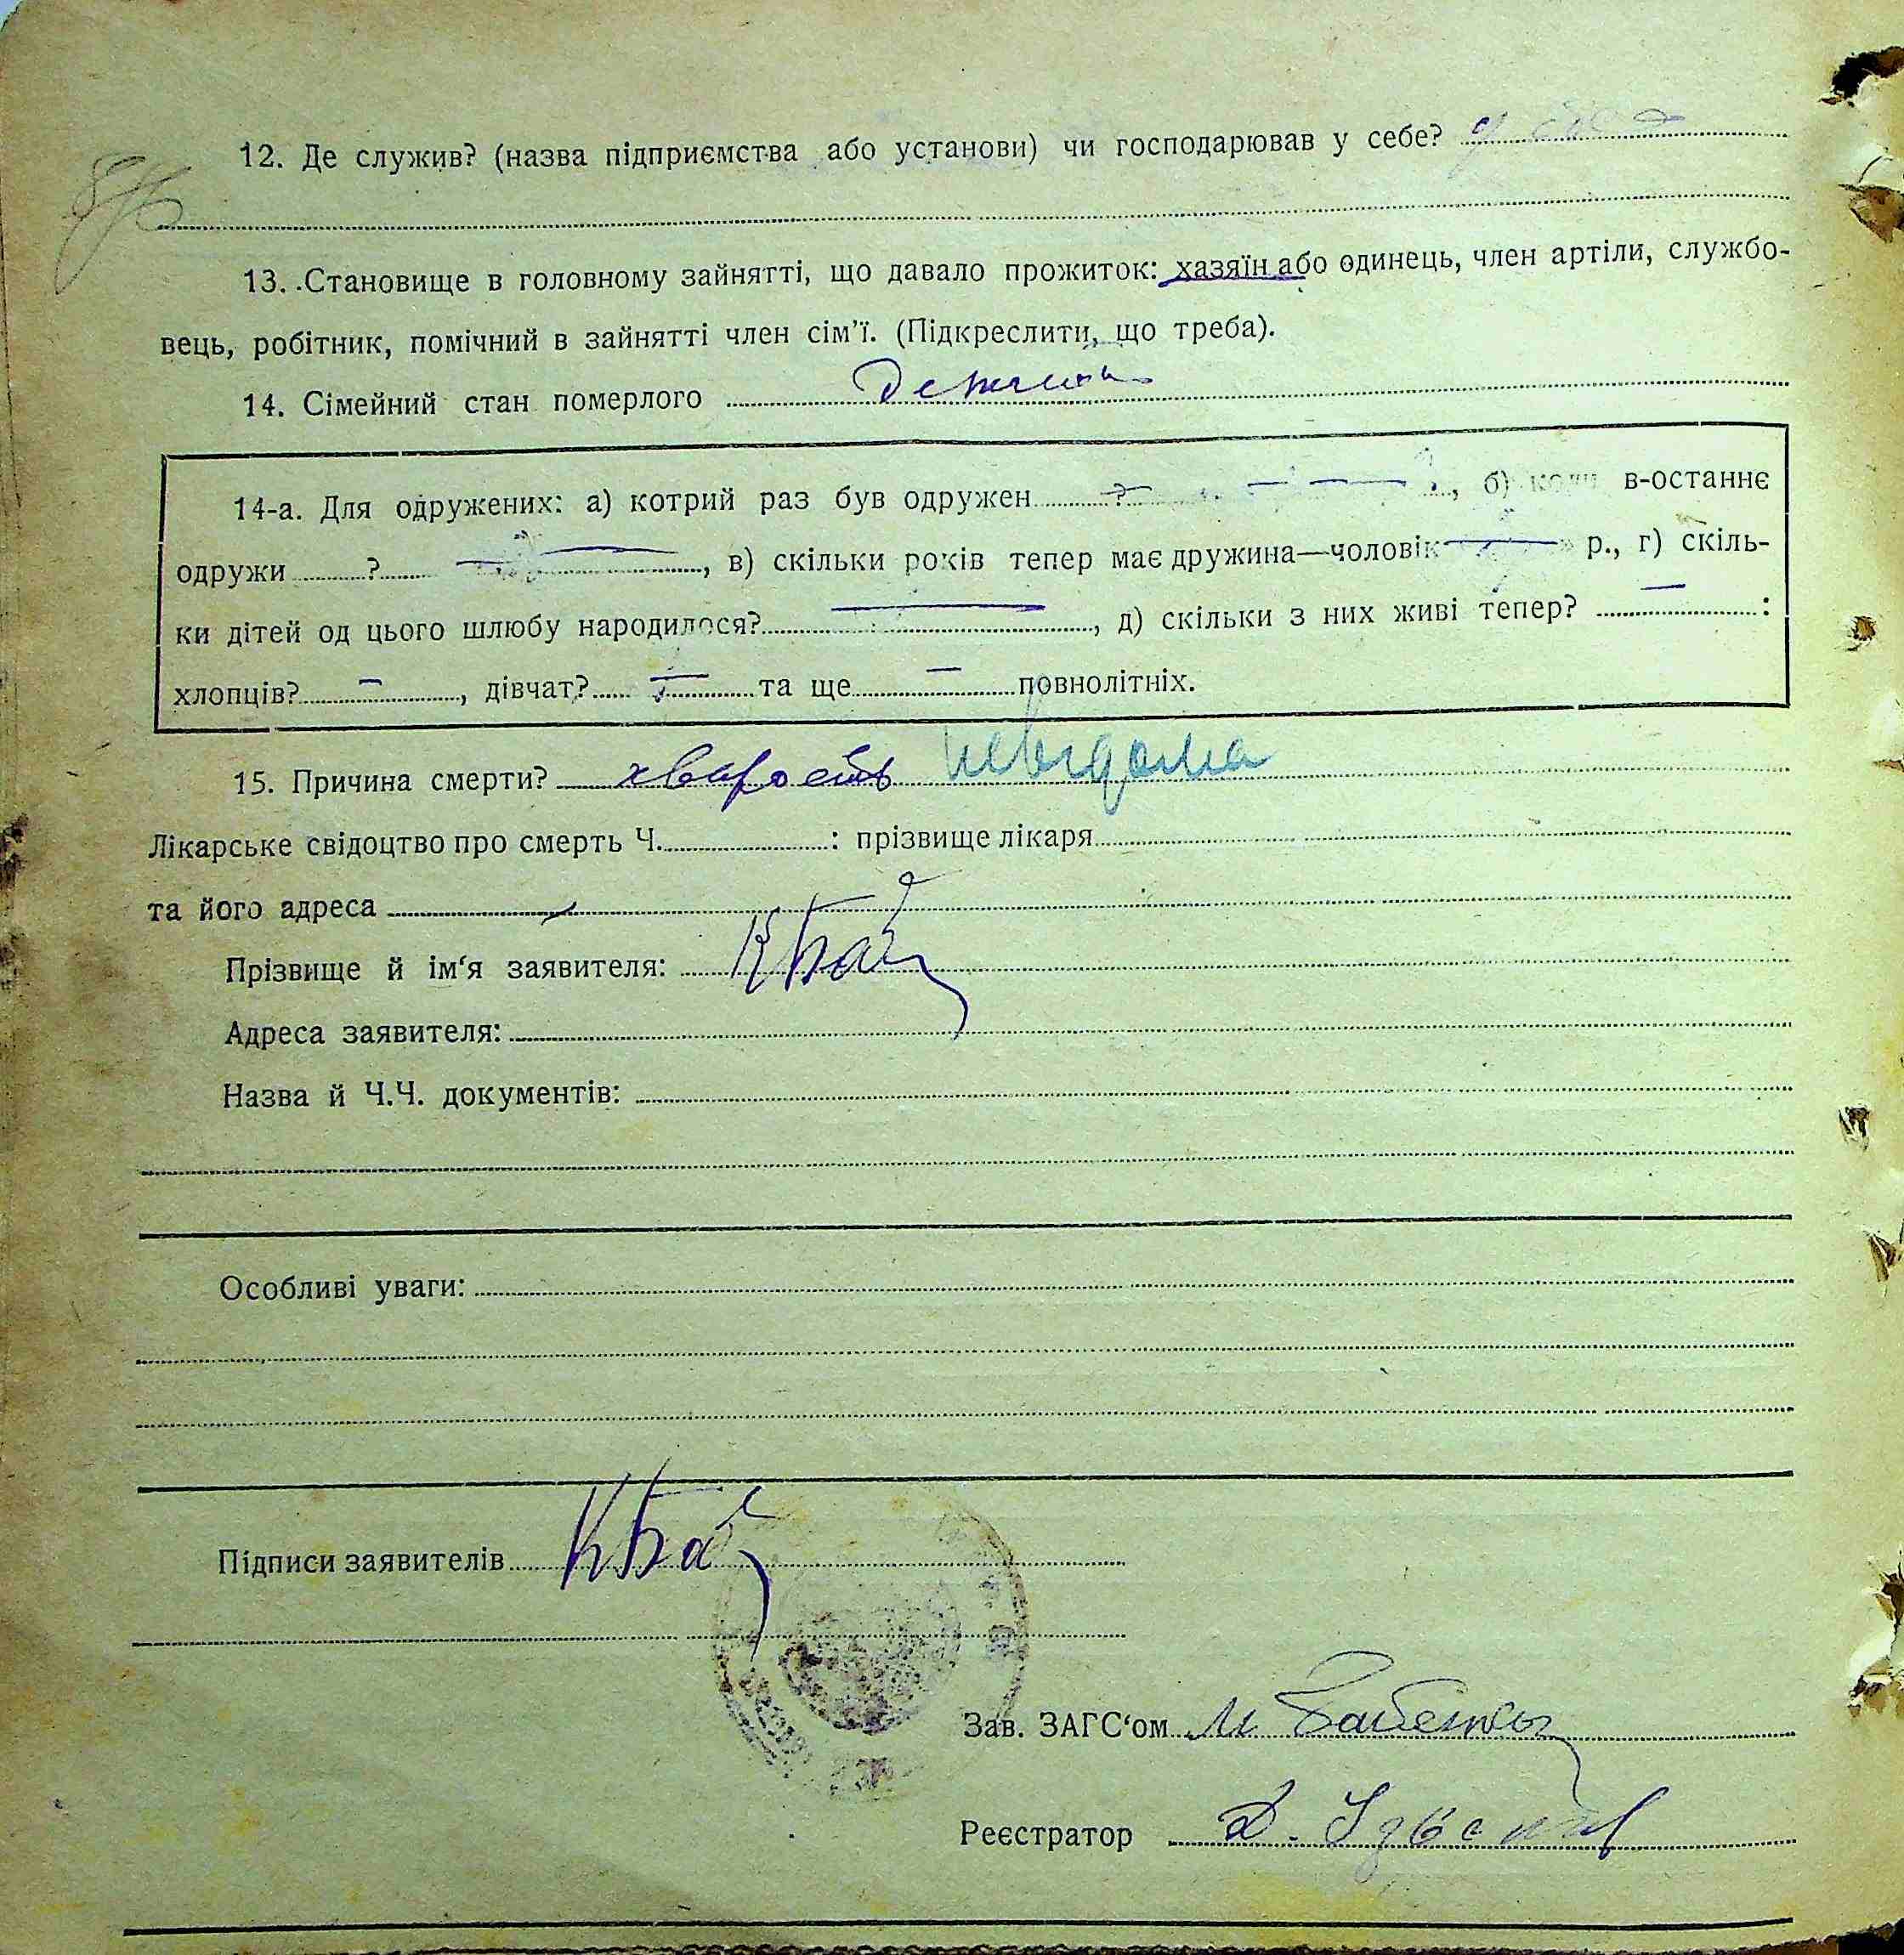 12. Де служив? (назва підприємства або установи) чи господарював у себе? у
13. Становище в головному зайнятті, що давало прожиток: хазяїн або одинець, член артіли, службо-
вець, робітник, помічний в зайнятті член сім'ї. (Підкреслити, що треба).
14. Сімейний стан померлого
14-а. Для одружених: а) котрий раз був одружен ? — — —, б) коли в-останнє
одружи ? —, в) скільки років тепер має дружина—чоловік — р., г) скіль-
ки дітей од цього шлюбу народилося? —, д) скільки з них живі тепер? — :
хлопців? —, дівчат? — та ще — повнолітніх.
15. Причина смерти? хворость невідома
Лікарське свідоцтво про смерть Ч. : прізвище лікаря
та його адреса
Прізвище й ім'я заявителя:
Адреса заявителя:
Назва й Ч.Ч. документів:
Особливі уваги:
Підписи заявителів
Зав. ЗАГС'ом
Реєстратор